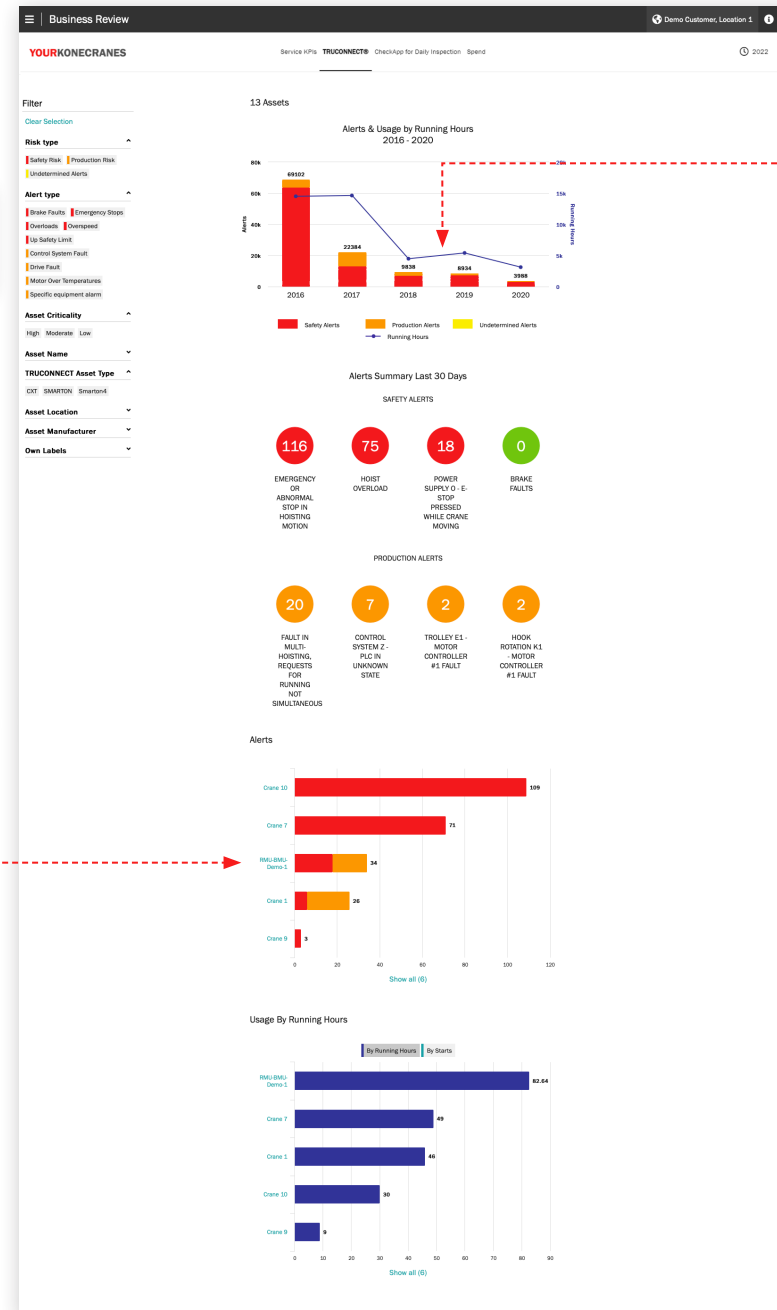 Business Review
Demo Customer, Location 1
YOURKONECRANES
Service KPIs TRUCONNECT® CheckApp for Daily Inspection Spend
2022
Filter
Clear Selection
Risk type
Safety Risk Production Risk
Undetermined Alerts
Alert type
Brake Faults Emergency Stops
Overloads Overspeed
Up Safety Limit
Control System Fault
Drive Fault
Motor Over Temperatures
Specific equipment alarm
Asset Criticality
High Moderate Low
Asset Name
TRUCONNECT Asset Type
CXT SMARTON Smarton4
Asset Location
Asset Manufacturer
Own Labels
13 Assets
Alerts & Usage by Running Hours
2016 - 2020
80k
60k
40k
20k
0
Alerts
20k
15k
10k
5k
0
Running Hours
69102
22384
9838
8934
3988
2016 2017 2018 2019 2020
Safety Alerts Production Alerts Undetermined Alerts
Running Hours
Alerts Summary Last 30 Days
SAFETY ALERTS
116 75 18 0
EMERGENCY
OR
ABNORMAL
STOP IN
HOISTING
MOTION
HOIST
OVERLOAD
POWER
SUPPLY O - E-
STOP
PRESSED
WHILE CRANE
MOVING
BRAKE
FAULTS
PRODUCTION ALERTS
20 7 2 2
FAULT IN
MULTI-
HOISTING,
REQUESTS
FOR
RUNNING
NOT
SIMULTANEOUS
CONTROL
SYSTEM Z -
PLC IN
UNKNOWN
STATE
TROLLEY E1 -
MOTOR
CONTROLLER
#1 FAULT
HOOK
ROTATION K1
- MOTOR
CONTROLLER
#1 FAULT
Alerts
Crane 10 109
Crane 7 71
RMU-BMU-
Demo-1 34
Crane 1 26
Crane 9 3
0 20 40 60 80 100 120
Show all (6)
Usage By Running Hours
By Running Hours By Starts
RMU-BMU-
Demo-1 82.64
Crane 7 49
Crane 1 46
Crane 10 30
Crane 9 9
0 10 20 30 40 50 60 70 80 90
Show all (6)